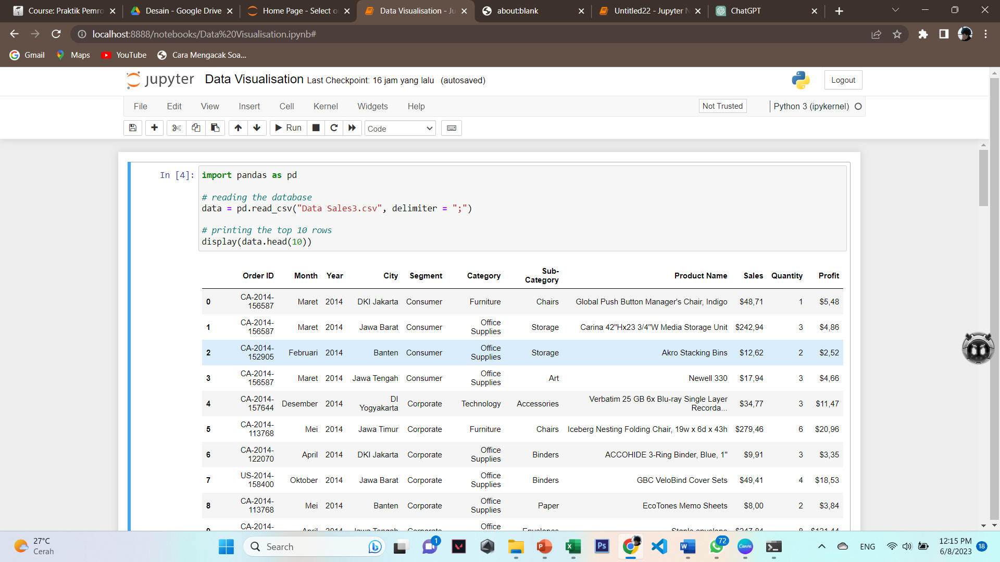 Course: Praktik Pemro
Desain - Google Drive
Home Page - Select o
Data Visualisation - Ju
about:blank
Untitled22 - Jupyter N
ChatGPT
localhost:8888/notebooks/Data%20Visualisation.ipynb#
Gmail Maps YouTube Cara Mengacak Soa...
jupyter Data Visualisation Last Checkpoint: 16 jam yang lalu (autosaved) Logout
File Edit View Insert Cell Kernel Widgets Help Not Trusted Python 3 (ipykernel)
Run Code
In [4]: import pandas as pd
# reading the database
data = pd.read_csv("Data Sales3.csv", delimiter = ";")
# printing the top 10 rows
display(data.head(10))
Order ID Month Year City Segment Category Sub-Category Product Name Sales Quantity Profit
0 CA-2014-156587 Maret 2014 DKI Jakarta Consumer Furniture Chairs Global Push Button Manager's Chair, Indigo $48,71 1 $5,48
1 CA-2014-156587 Maret 2014 Jawa Barat Consumer Office Supplies Storage Carina 42"Hx23 3/4"W Media Storage Unit $242,94 3 $4,86
2 CA-2014-152905 Februari 2014 Banten Consumer Office Supplies Storage Akro Stacking Bins $12,62 2 $2,52
3 CA-2014-156587 Maret 2014 Jawa Tengah Consumer Office Supplies Art Newell 330 $17,94 3 $4,66
4 CA-2014-157644 Desember 2014 DI Yogyakarta Corporate Technology Accessories Verbatim 25 GB 6x Blu-ray Single Layer Recorda... $34,77 3 $11,47
5 CA-2014-113768 Mei 2014 Jawa Timur Corporate Furniture Chairs Iceberg Nesting Folding Chair, 19w x 6d x 43h $279,46 6 $20,96
6 CA-2014-122070 April 2014 DKI Jakarta Corporate Office Supplies Binders ACCOHIDE 3-Ring Binder, Blue, 1" $9,91 3 $3,35
7 US-2014-158400 Oktober 2014 Jawa Barat Corporate Office Supplies Binders GBC VeloBind Cover Sets $49,41 4 $18,53
8 CA-2014-113768 Mei 2014 Banten Corporate Office Supplies Paper EcoTones Memo Sheets $8,00 2 $3,84
9 CA-2014- April 2014 Jawa Tengah Corporate Office Envelopes Staple envelope
27°C
Cerah
Search
1
Ps
72
Canva
ENG
12:15 PM
6/8/2023
18